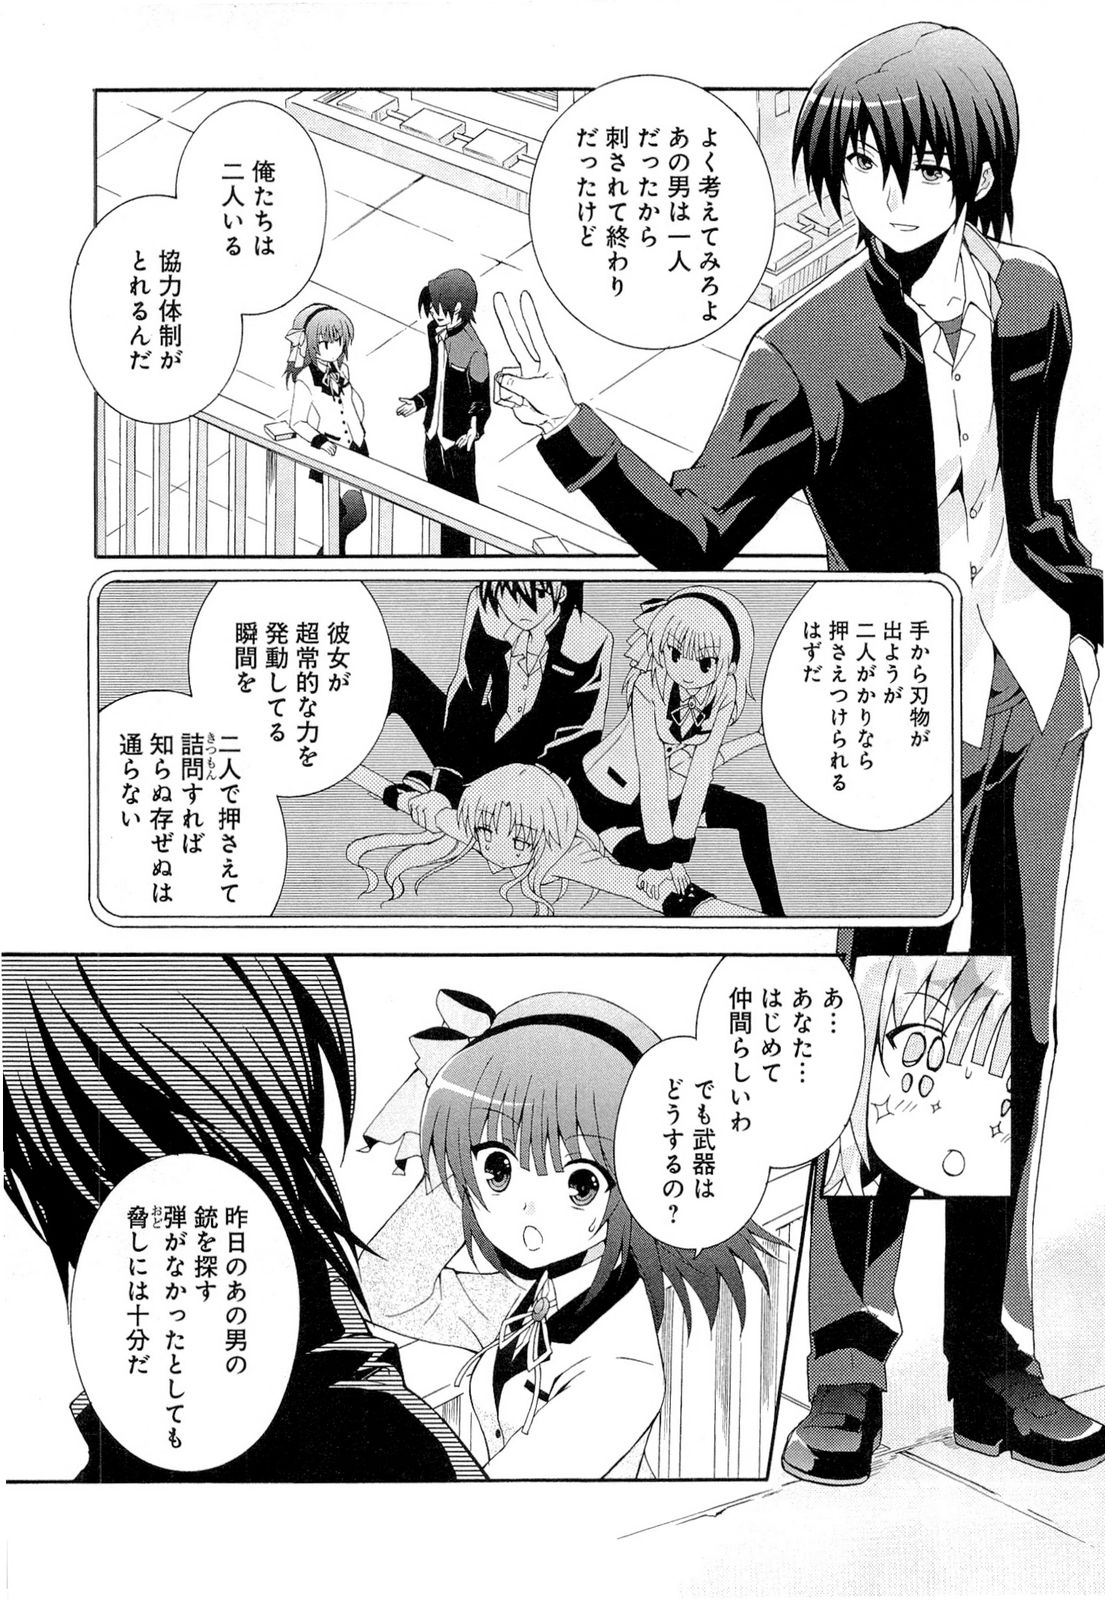 よく考えてみろよ
あの男は一人
だったから
刺されて終わり
だったけど
俺たちは
二人いる
協力体制が
とれるんだ
手から刃物が
出ようが
二人がかりなら
押さえつけられる
はずだ
彼女が
超常的な力を
発動してる
瞬間を
二人で押さえて
詰問すれば
きつもん
知らぬ存ぜぬは
通らない
あ…
あなた…
はじめて
仲間らしいわ
でも武器は
どうするの？
昨日のあの男の
銃を探す
弾がなかったとしても
脅しには十分だ
おど